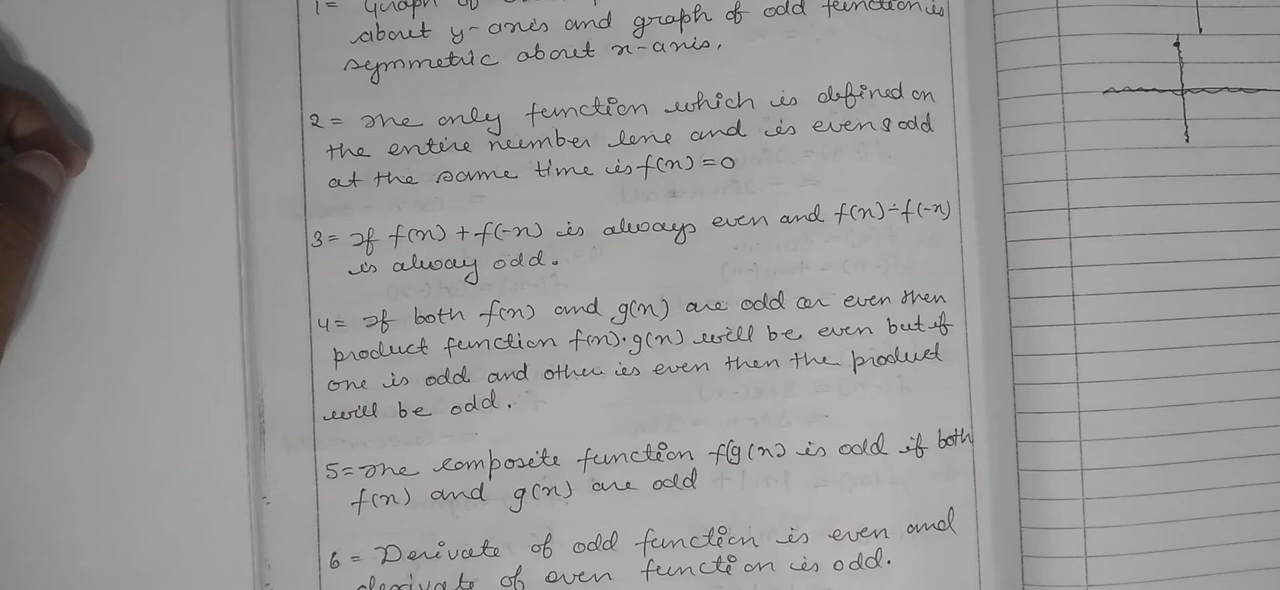 1= Graph of
about y-axis and graph of odd function is
symmetric about x-axis.
2= The only function which is defined on
the entire number line and is even & odd
at the same time is f(x)=0
3= If f(x) + f(-x) is always even and f(x) - f(-x)
is alway odd.
4= If both f(x) and g(x) are odd or even then
product function f(x).g(x) will be even but if
one is odd and other is even then the product
will be odd.
5= The composite function f(g(x) is odd if both
f(x) and g(x) are odd
6= Derivate of odd function is even and
derivate of even function is odd.